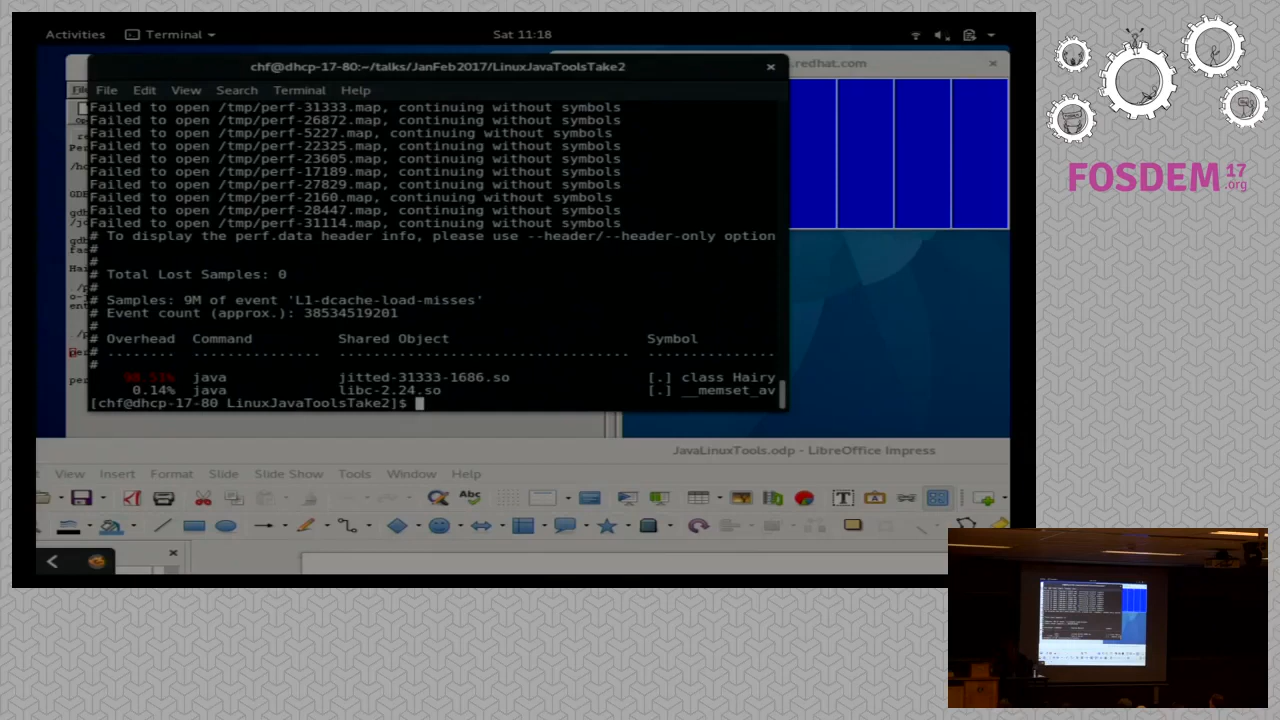 Activities
Terminal
Sat 11:18
chf@dhcp-17-80:~/talks/JanFeb2017/LinuxJavaToolsTake2
.redhat.com
File Edit View Search Terminal Help
Failed to open /tmp/perf-31333.map, continuing without symbols
Failed to open /tmp/perf-26872.map, continuing without symbols
Failed to open /tmp/perf-5227.map, continuing without symbols
Failed to open /tmp/perf-22325.map, continuing without symbols
Failed to open /tmp/perf-23605.map, continuing without symbols
Failed to open /tmp/perf-17189.map, continuing without symbols
Failed to open /tmp/perf-27829.map, continuing without symbols
Failed to open /tmp/perf-2160.map, continuing without symbols
Failed to open /tmp/perf-28447.map, continuing without symbols
Failed to open /tmp/perf-31114.map, continuing without symbols
# To display the perf.data header info, please use --header/--header-only option
#
#
# Total Lost Samples: 0
#
# Samples: 9M of event 'L1-dcache-load-misses'
# Event count (approx.): 38534519201
#
# Overhead Command Shared Object Symbol
# ........ ............... .................................... ...............
#
java jitted-31333-1686.so [.] class Hairy
0.14% java libc-2.24.so [.] __memset_av
[chf@dhcp-17-80 LinuxJavaToolsTake2]$
JavaLinuxTools.odp - LibreOffice Impress
View Insert Format Slide Slide Show Tools Window Help
Abc
FOSDEM 17
.org